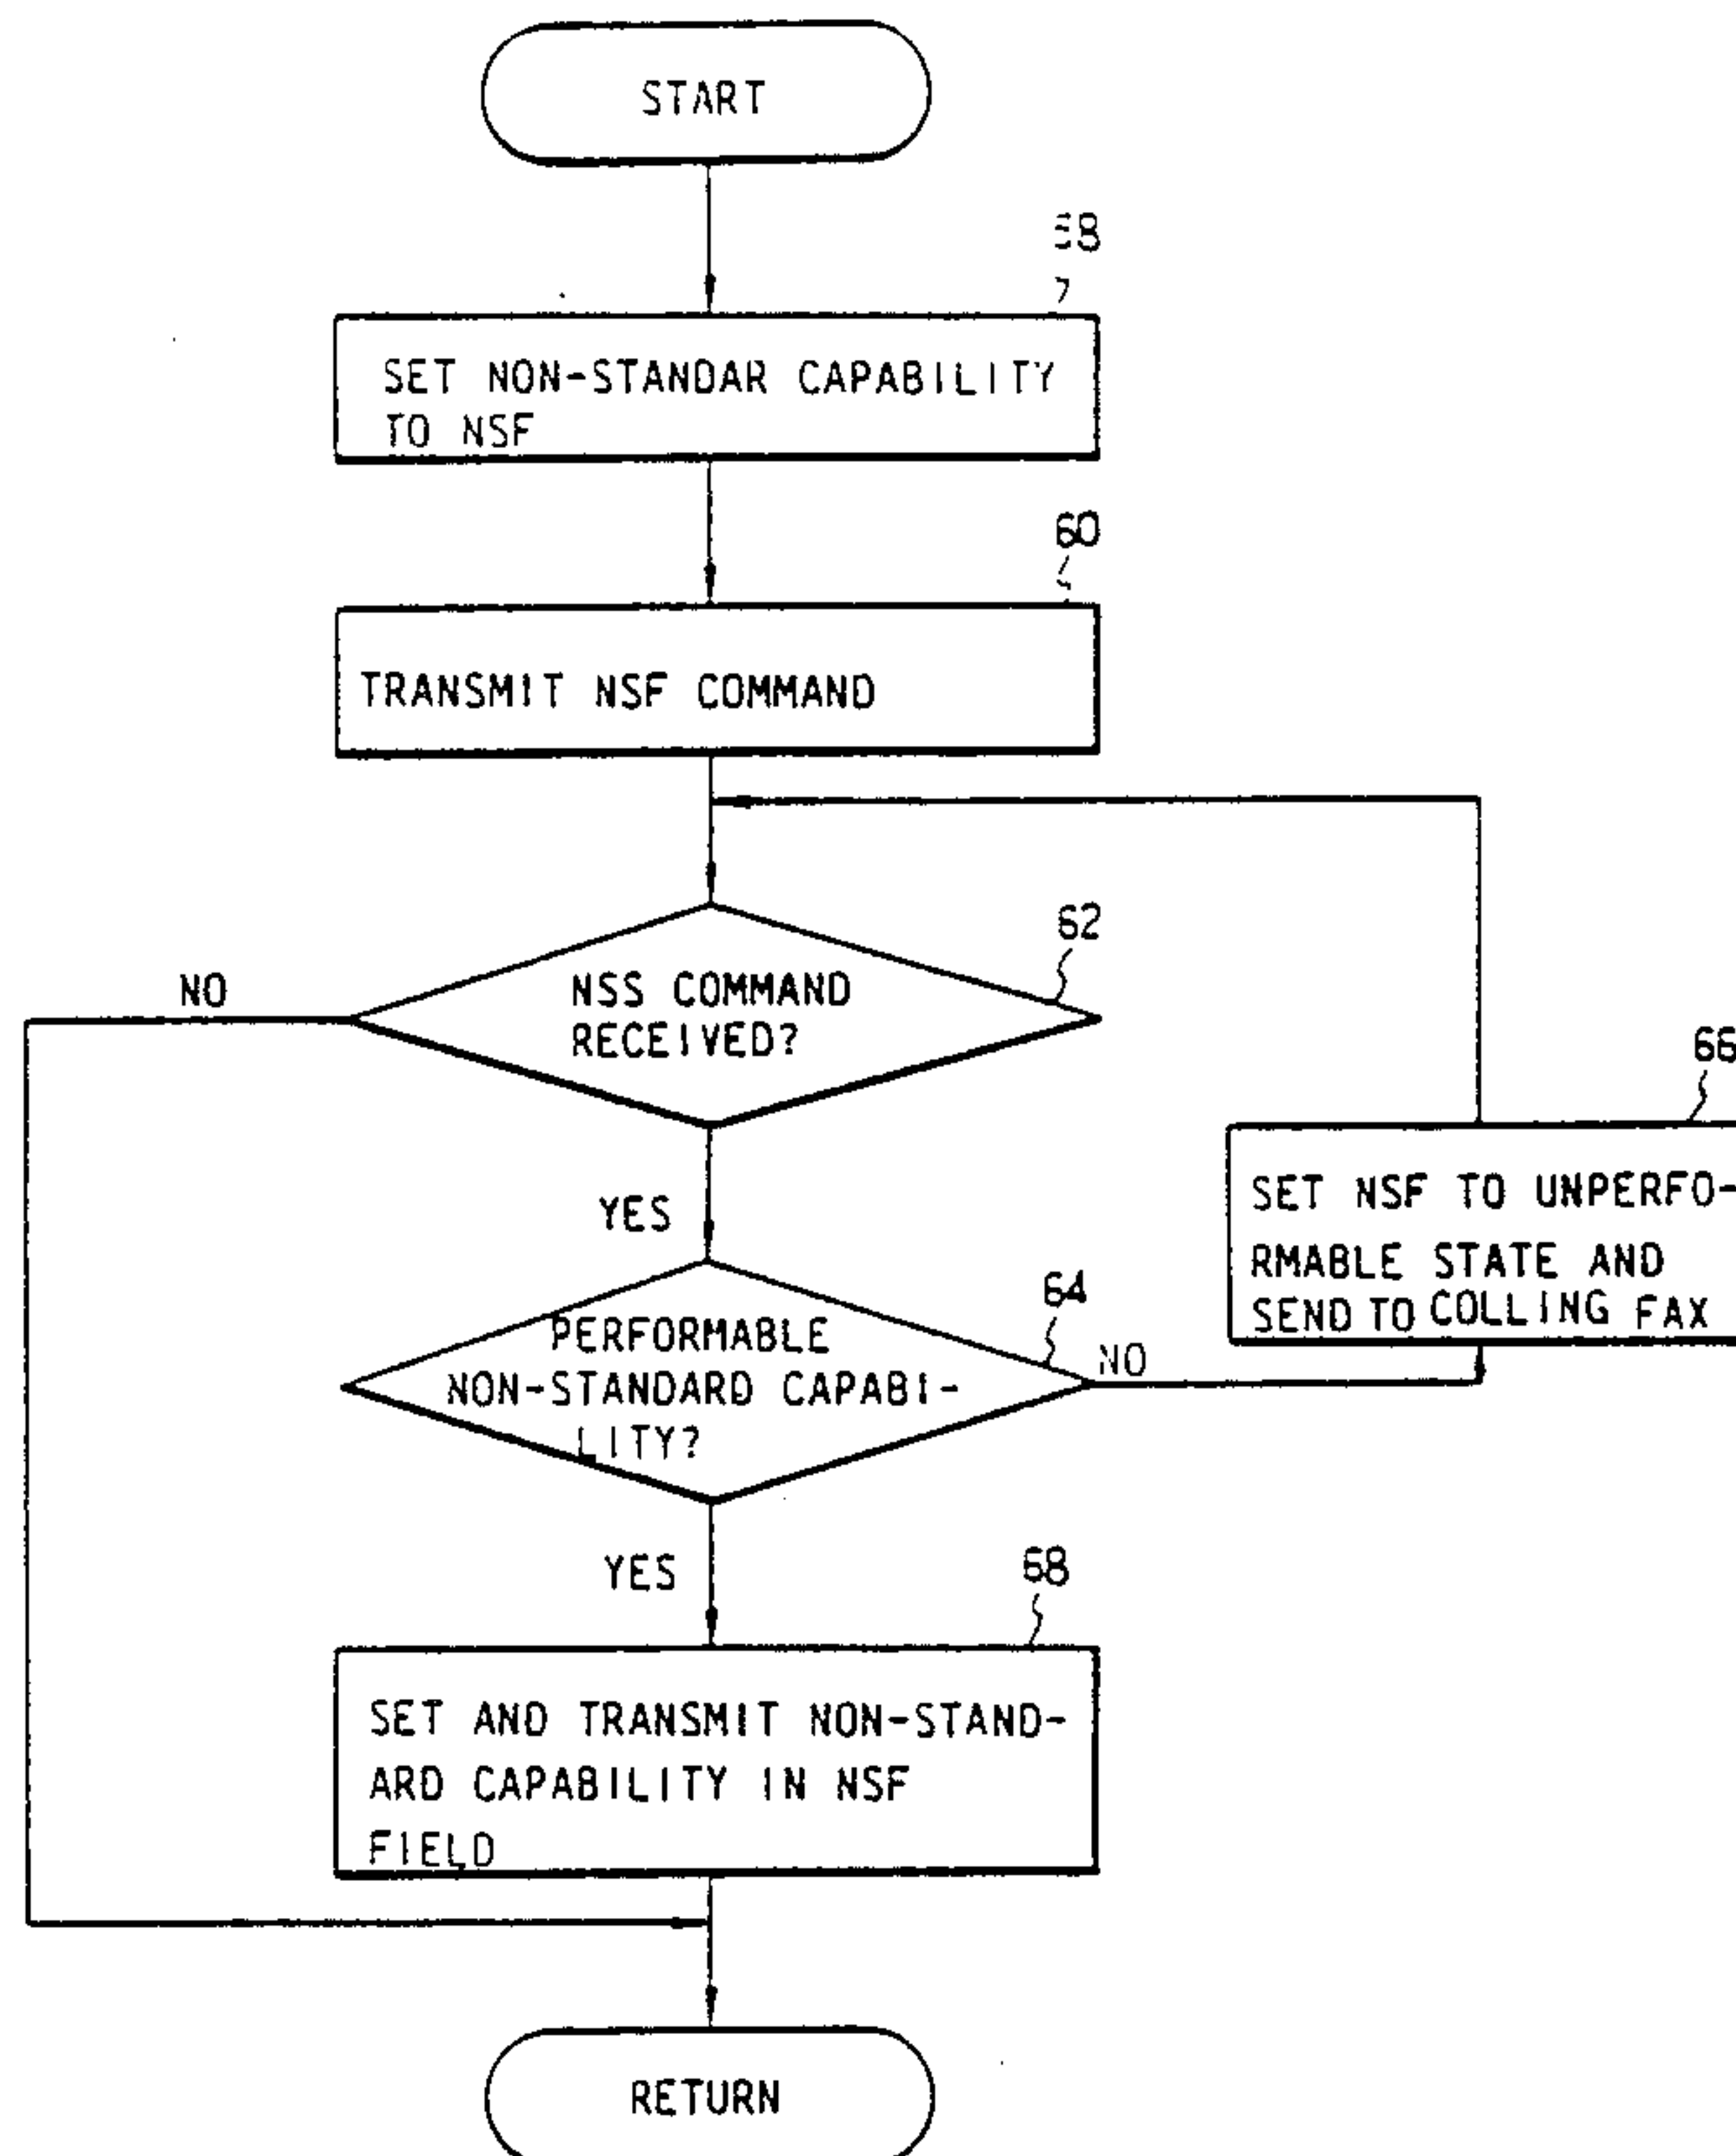 START
SET NON-STANDAR CAPABILITY
TO NSF
60
TRANSMIT NSF COMMAND
62
NSS COMMAND
RECEIVED?
NO
YES
66
SET NSF TO UNPERFO-
RMABLE STATE AND
SEND TO COLLING FAX
64
PERFORMABLE
NON-STANDARD CAPABI-
LITY?
NO
YES
68
SET AND TRANSMIT NON-STAND-
ARD CAPABILITY IN NSF
FIELD
RETURN